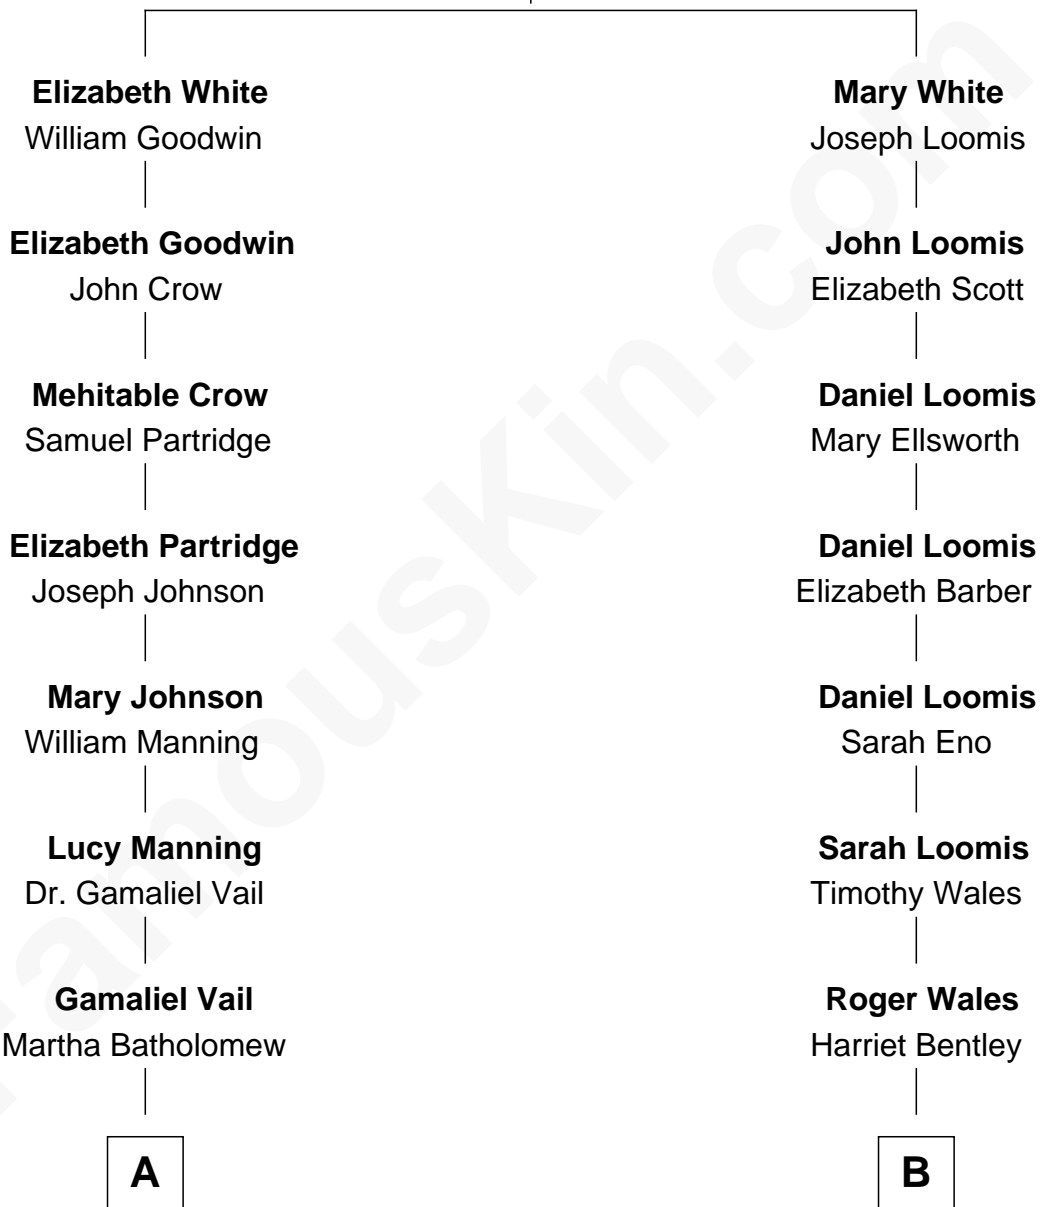 Elizabeth White
William Goodwin
Elizabeth Goodwin
John Crow
Mehitable Crow
Samuel Partridge
Elizabeth Partridge
Joseph Johnson
Mary Johnson
William Manning
Lucy Manning
Dr. Gamaliel Vail
Gamaliel Vail
Martha Batholomew
A
Mary White
Joseph Loomis
John Loomis
Elizabeth Scott
Daniel Loomis
Mary Ellsworth
Daniel Loomis
Elizabeth Barber
Daniel Loomis
Sarah Eno
Sarah Loomis
Timothy Wales
Roger Wales
Harriet Bentley
B
FamousKin.com